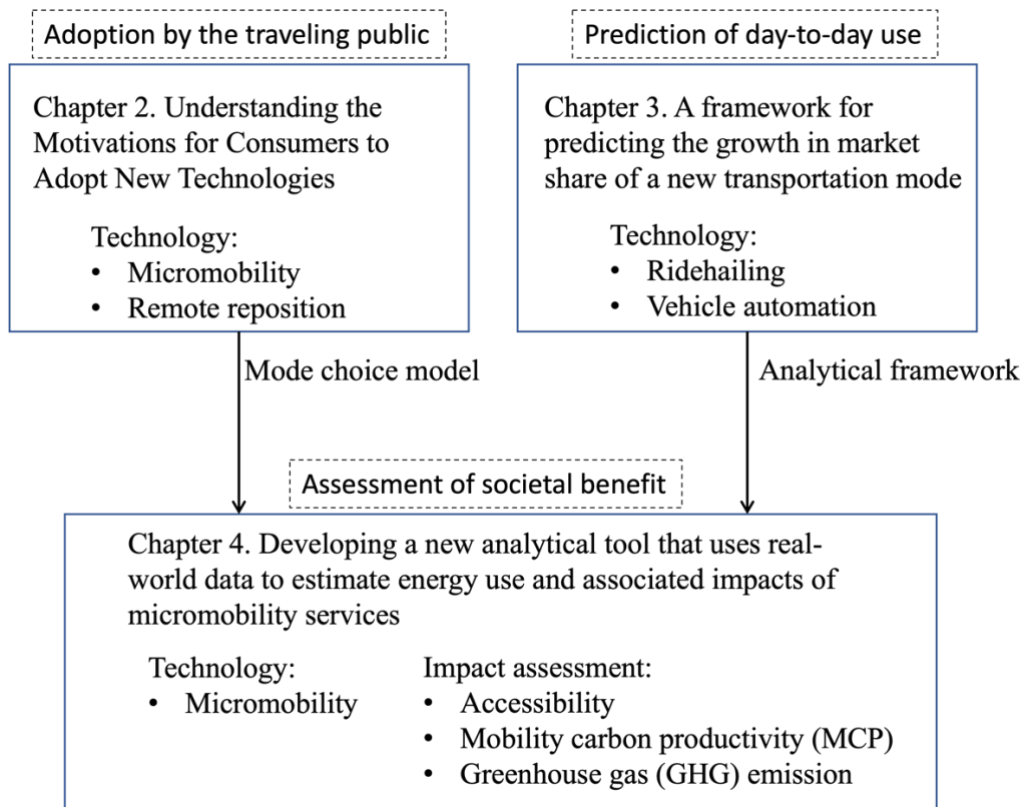 Adoption by the traveling public
Chapter 2. Understanding the
Motivations for Consumers to
Adopt New Technologies
Technology:
• Micromobility
• Remote reposition
Mode choice model
Prediction of day-to-day use
Chapter 3. A framework for
predicting the growth in market
share of a new transportation mode
Technology:
• Ridehailing
• Vehicle automation
Analytical framework
Assessment of societal benefit
Chapter 4. Developing a new analytical tool that uses real-
world data to estimate energy use and associated impacts of
micromobility services
Technology:
• Micromobility
Impact assessment:
• Accessibility
• Mobility carbon productivity (MCP)
• Greenhouse gas (GHG) emission